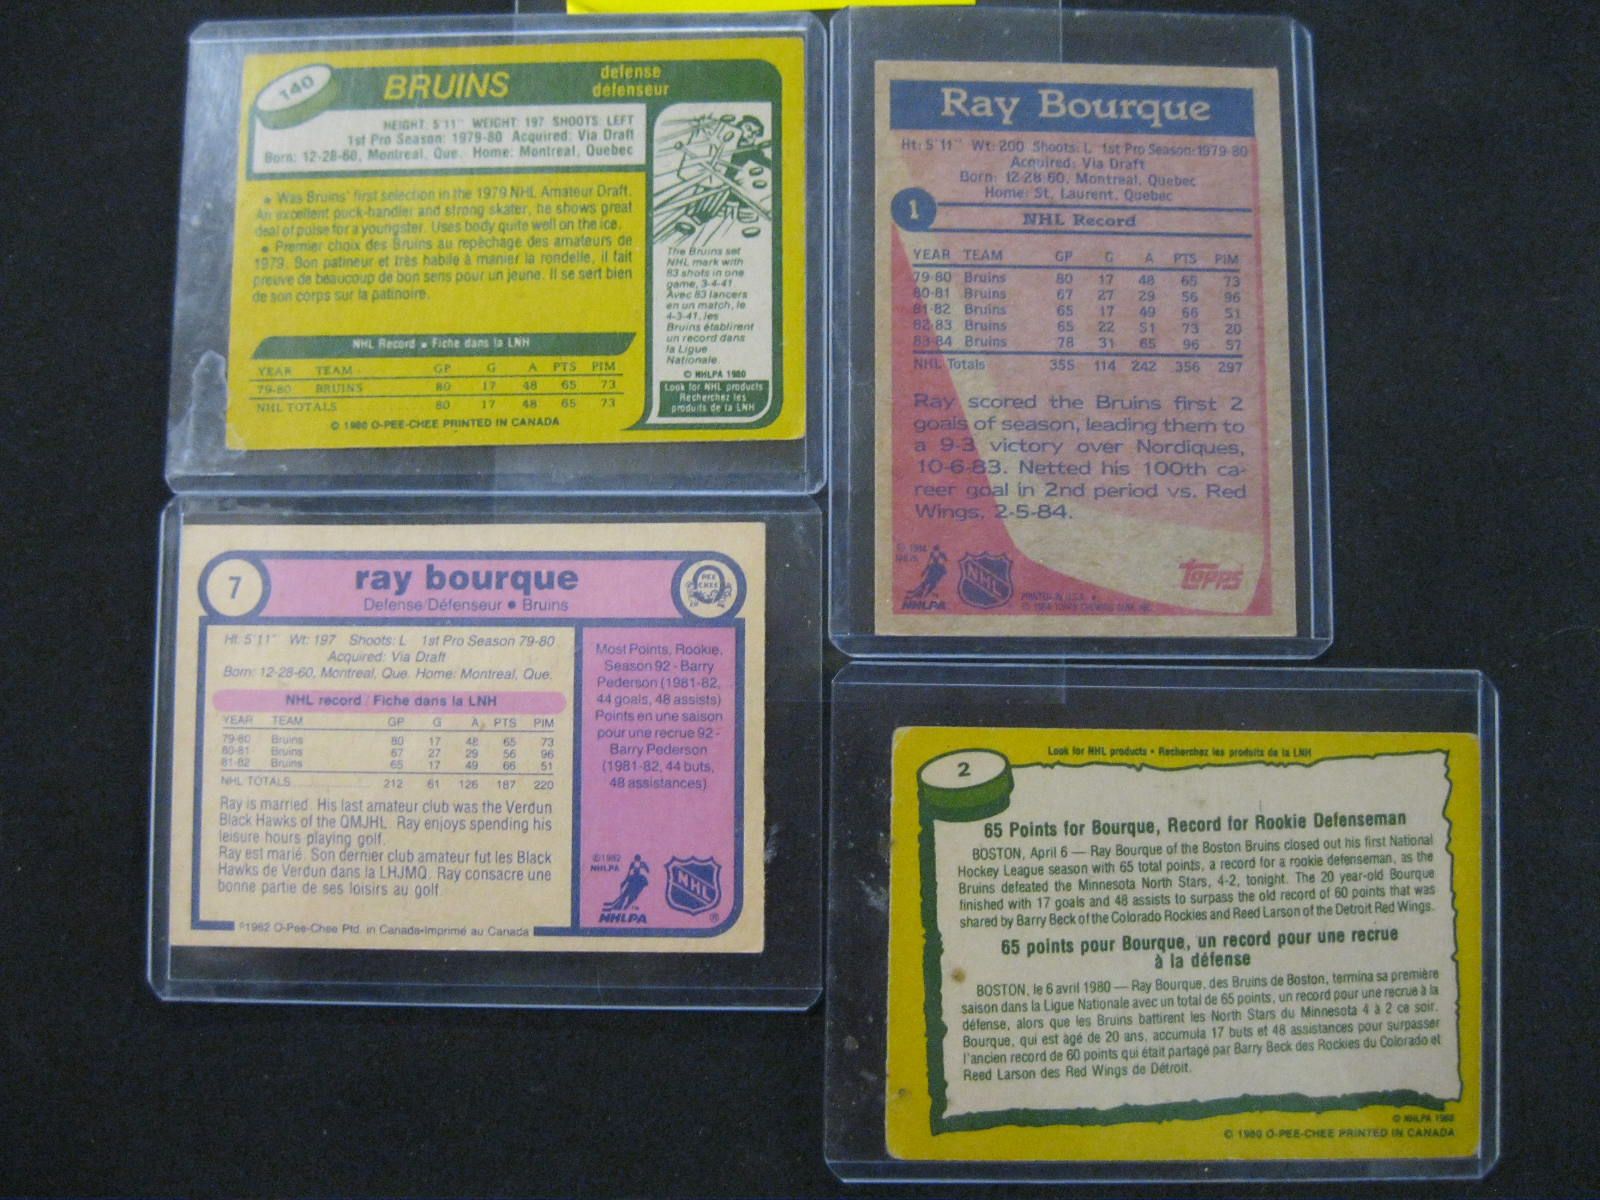 140
BRUINS
defense
défenseur
HEIGHT: 5'11" WEIGHT: 197 SHOOTS: LEFT
1st Pro Season: 1979-80 Acquired: Via Draft
Born: 12-28-60, Montreal, Que. Home: Montreal, Quebec
• Was Bruins' first selection in the 1979 NHL Amateur Draft.
An excellent puck-handler and strong skater, he shows great
deal of poise for a youngster. Uses body quite well on the ice.
• Premier choix des Bruins au repêchage des amateurs de
1979. Bon patineur et très habile à manier la rondelle, il fait
preuve de beaucoup de bon sens pour un jeune. Il se sert bien
de son corps sur la patinoire.
The Bruins set
NHL mark with
83 shots in one
game, 3-4-41
Avec 83 lancers
en un match, le
4-3-41, les
Bruins établirent
un record dans
la Ligue
Nationale.
© NHLPA 1980
Look for NHL products
Recherchez les
produits de la LNH
NHL Record • Fiche dans la LNH
YEAR TEAM GP G A PTS PIM
79-80 BRUINS 80 17 48 65 73
NHL TOTALS 80 17 48 65 73
© 1980 O-PEE-CHEE PRINTED IN CANADA
Ray Bourque
Ht: 5'11" Wt: 200 Shoots: L 1st Pro Season: 1979-80
Acquired: Via Draft
Born: 12-28-60, Montreal, Quebec
Home: St. Laurent, Quebec
1
NHL Record
YEAR TEAM GP G A PTS PIM
79-80 Bruins 80 17 48 65 73
80-81 Bruins 67 27 29 56 96
81-82 Bruins 65 17 49 66 51
82-83 Bruins 65 22 51 73 20
83-84 Bruins 78 31 65 96 57
NHL Totals 355 114 242 356 297
Ray scored the Bruins first 2
goals of season, leading them to
a 9-3 victory over Nordiques,
10-6-83. Netted his 100th ca-
reer goal in 2nd period vs. Red
Wings, 2-5-84.
© 1984
NHLPA
NHL
topps
PRINTED IN U.S.A.
© 1984 TOPPS CHEWING GUM, INC.
7
ray bourque
Defense/Défenseur • Bruins
O
PEE
CHEE
Ht: 5'11" Wt: 197 Shoots: L 1st Pro Season 79-80
Acquired: Via Draft
Born: 12-28-60, Montreal, Que. Home: Montreal, Que.
NHL record / Fiche dans la LNH
YEAR TEAM GP G A PTS PIM
79-80 Bruins 80 17 48 65 73
80-81 Bruins 67 27 29 56 96
81-82 Bruins 65 17 49 66 51
NHL TOTALS 212 61 126 187 220
Ray is married. His last amateur club was the Verdun
Black Hawks of the QMJHL. Ray enjoys spending his
leisure hours playing golf.
Ray est marié. Son dernier club amateur fut les Black
Hawks de Verdun dans la LHJMQ. Ray consacre une
bonne partie de ses loisirs au golf.
Most Points, Rookie,
Season 92 - Barry
Pederson (1981-82,
44 goals, 48 assists)
Points en une saison
pour une recrue 92 -
Barry Pederson
(1981-82, 44 buts,
48 assistances)
©1982
NHLPA
NHLPA
NHL
®
©1982 O-Pee-Chee Ptd. in Canada-Imprimé au Canada
2
Look for NHL products • Recherchez les produits de la LNH
65 Points for Bourque, Record for Rookie Defenseman
BOSTON, April 6 — Ray Bourque of the Boston Bruins closed out his first National
Hockey League season with 65 total points, a record for a rookie defenseman, as the
Bruins defeated the Minnesota North Stars, 4-2, tonight. The 20 year-old Bourque
finished with 17 goals and 48 assists to surpass the old record of 60 points that was
shared by Barry Beck of the Colorado Rockies and Reed Larson of the Detroit Red Wings.
65 points pour Bourque, un record pour une recrue
à la défense
BOSTON, le 6 avril 1980 — Ray Bourque, des Bruins de Boston, termina sa première
saison dans la Ligue Nationale avec un total de 65 points, un record pour une recrue à la
défense, alors que les Bruins battirent les North Stars du Minnesota 4 à 2 ce soir.
Bourque, qui est âgé de 20 ans, accumula 17 buts et 48 assistances pour surpasser
l'ancien record de 60 points qui était partagé par Barry Beck des Rockies du Colorado et
Reed Larson des Red Wings de Détroit.
© NHLPA 1980
© 1980 O-PEE-CHEE PRINTED IN CANADA